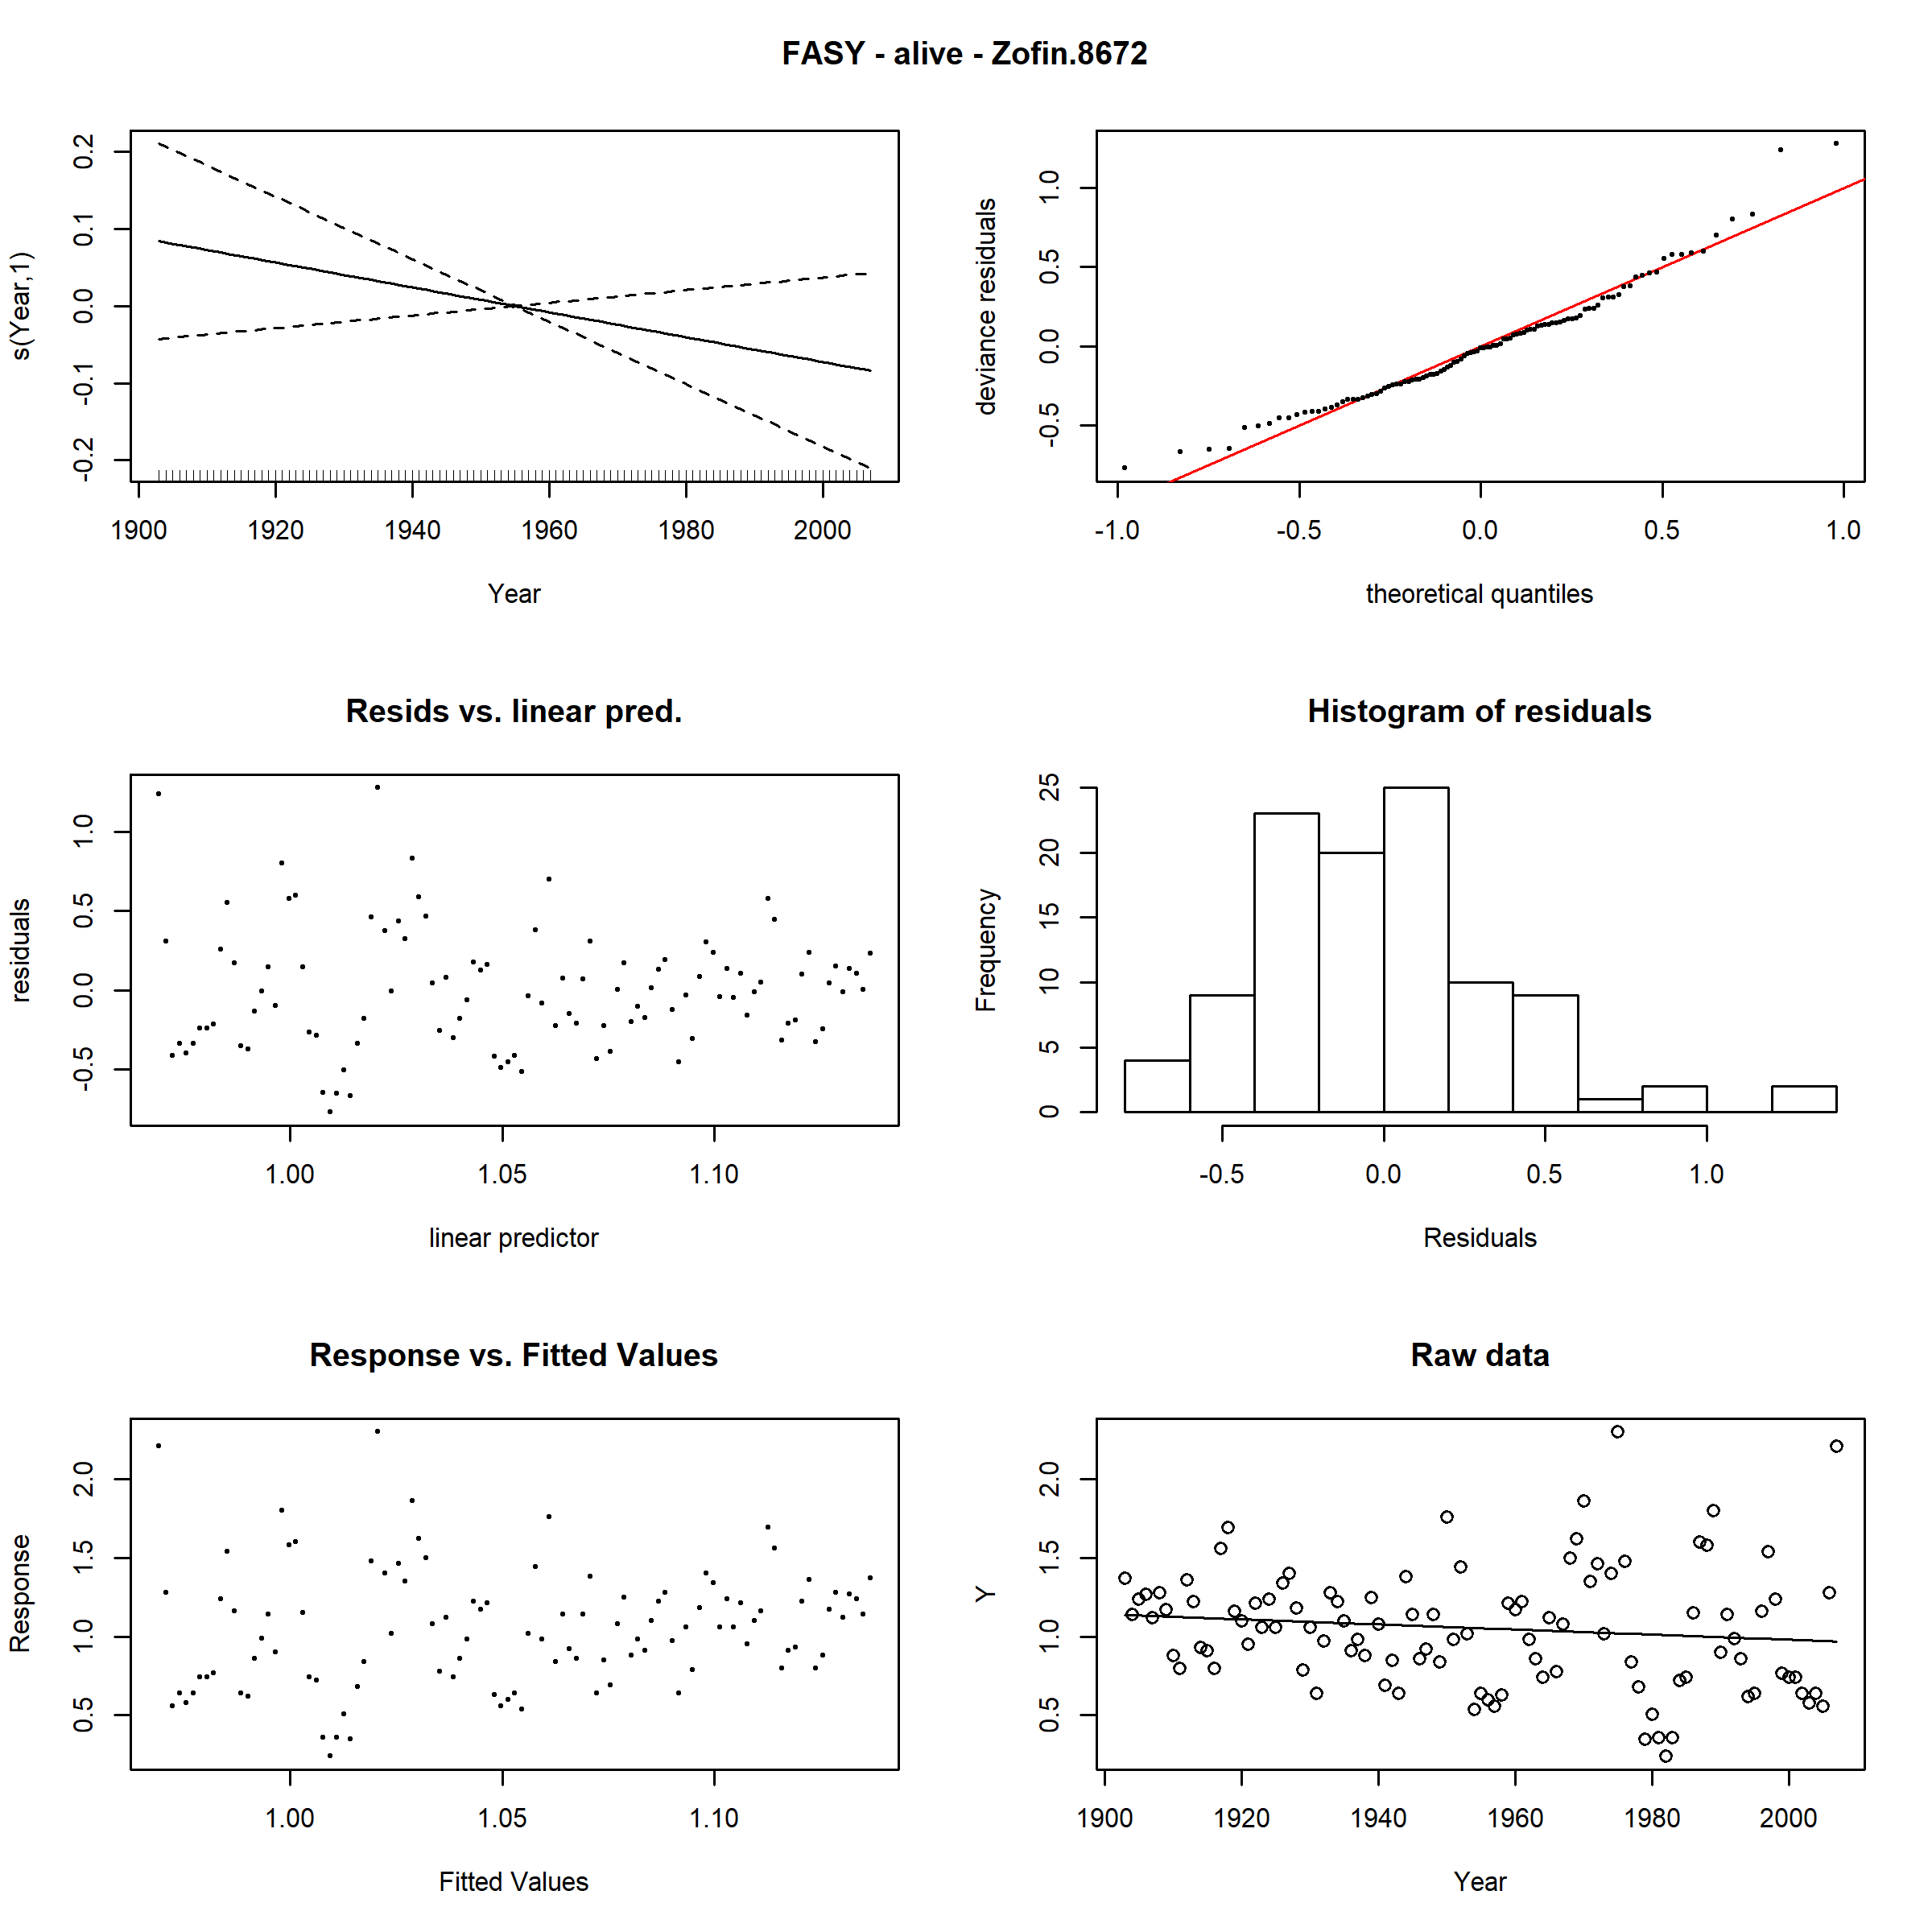 FASY - alive - Zofin.8672
s(Year,1)
0.2
0.1
0.0
-0.1
-0.2
1900 1920 1940 1960 1980 2000
Year
deviance residuals
1.0
0.5
0.0
-0.5
-1.0 -0.5 0.0 0.5 1.0
theoretical quantiles
Resids vs. linear pred.
residuals
1.0
0.5
0.0
-0.5
1.00 1.05 1.10
linear predictor
Histogram of residuals
Frequency
25
20
15
10
5
0
-0.5 0.0 0.5 1.0
Residuals
Response vs. Fitted Values
Response
2.0
1.5
1.0
0.5
1.00 1.05 1.10
Fitted Values
Raw data
Y
2.0
1.5
1.0
0.5
1900 1920 1940 1960 1980 2000
Year